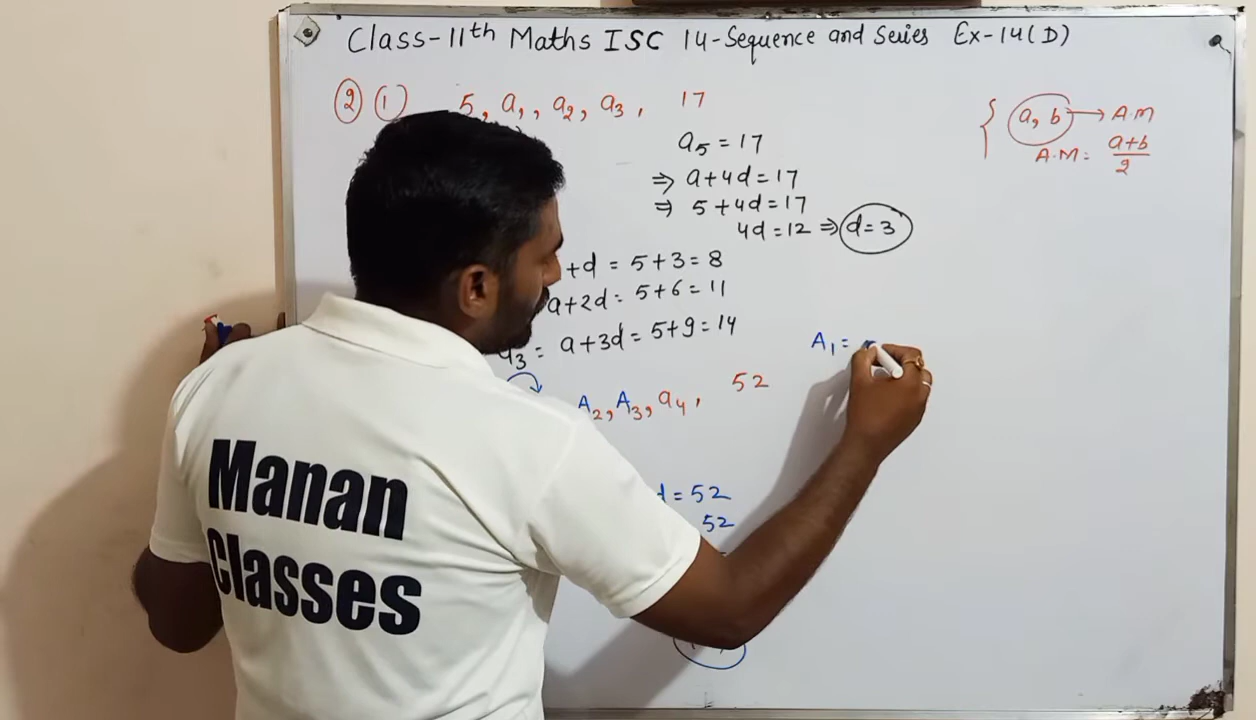 Class-11th Maths ISC 14-Sequence and Series Ex-14(D)
② (1) 5, a₁, a₂, a₃, 17
a₅ = 17
⇒ a+4d = 17
⇒ 5+4d = 17
4d = 12 ⇒ d = 3
+d = 5+3 = 8
a+2d = 5+6 = 11
a₃ = a+3d = 5+9 = 14
A₂, A₃, a₄, 52
d = 52
52
{ a, b → A.M
A.M = a+b/2
A₁ =
Manan
Classes